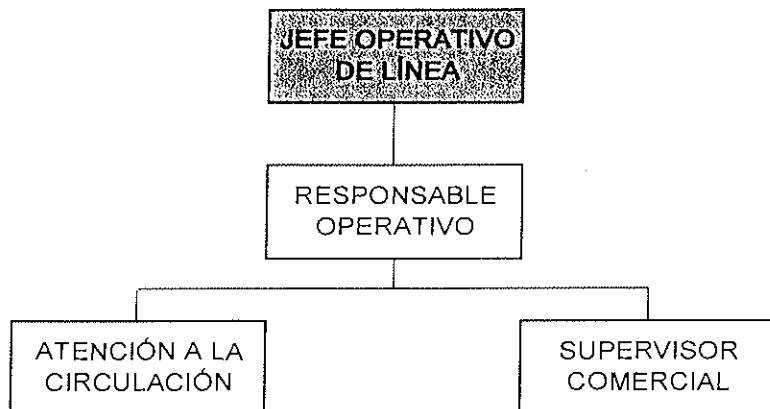 JEFE OPERATIVO
DE LÍNEA
RESPONSABLE
OPERATIVO
ATENCIÓN A LA
CIRCULACIÓN
SUPERVISOR
COMERCIAL